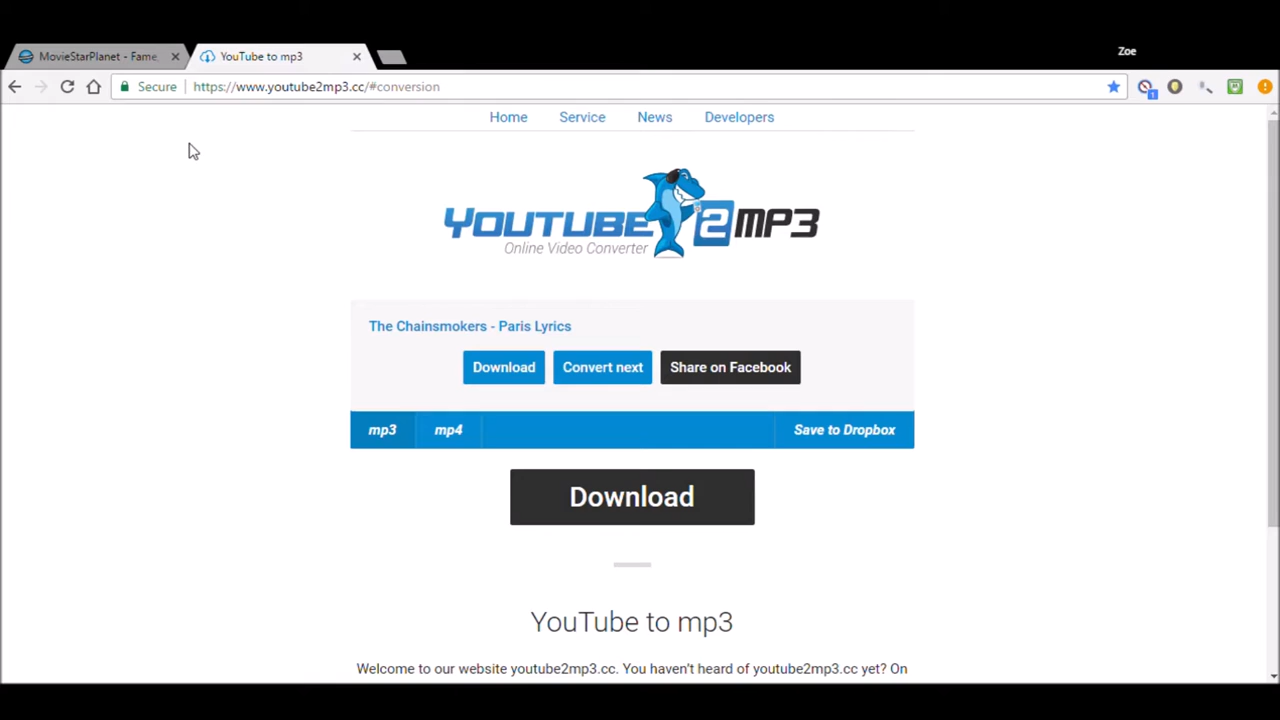 MovieStarPlanet - Fame
YouTube to mp3
Zoe
Secure
https://www.youtube2mp3.cc/#conversion
1
Home Service News Developers
YOUTUBE 2 MP3
Online Video Converter
The Chainsmokers - Paris Lyrics
Download Convert next Share on Facebook
mp3 mp4 Save to Dropbox
Download
YouTube to mp3
Welcome to our website youtube2mp3.cc. You haven't heard of youtube2mp3.cc yet? On